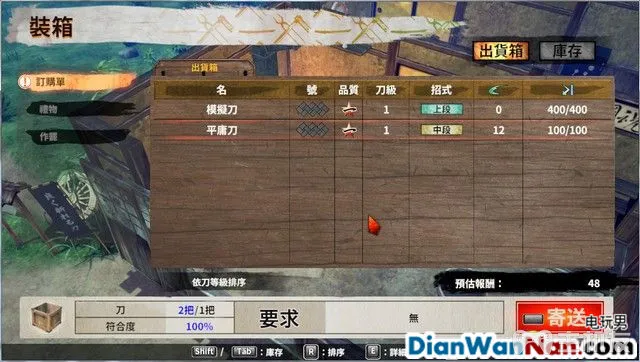 裝箱
出貨箱 庫存
訂購單
禮物
作罷
出貨箱
名 號 品質 刀級 招式
模擬刀 1 上段 0 400/400
平庸刀 1 中段 12 100/100
依刀等級排序
預估報酬： 48
刀 2把/1把
符合度 100%
要求
無
寄送
电玩男
Shift / Tab：庫存 R：排序 E：詳細
DianWanNan.com